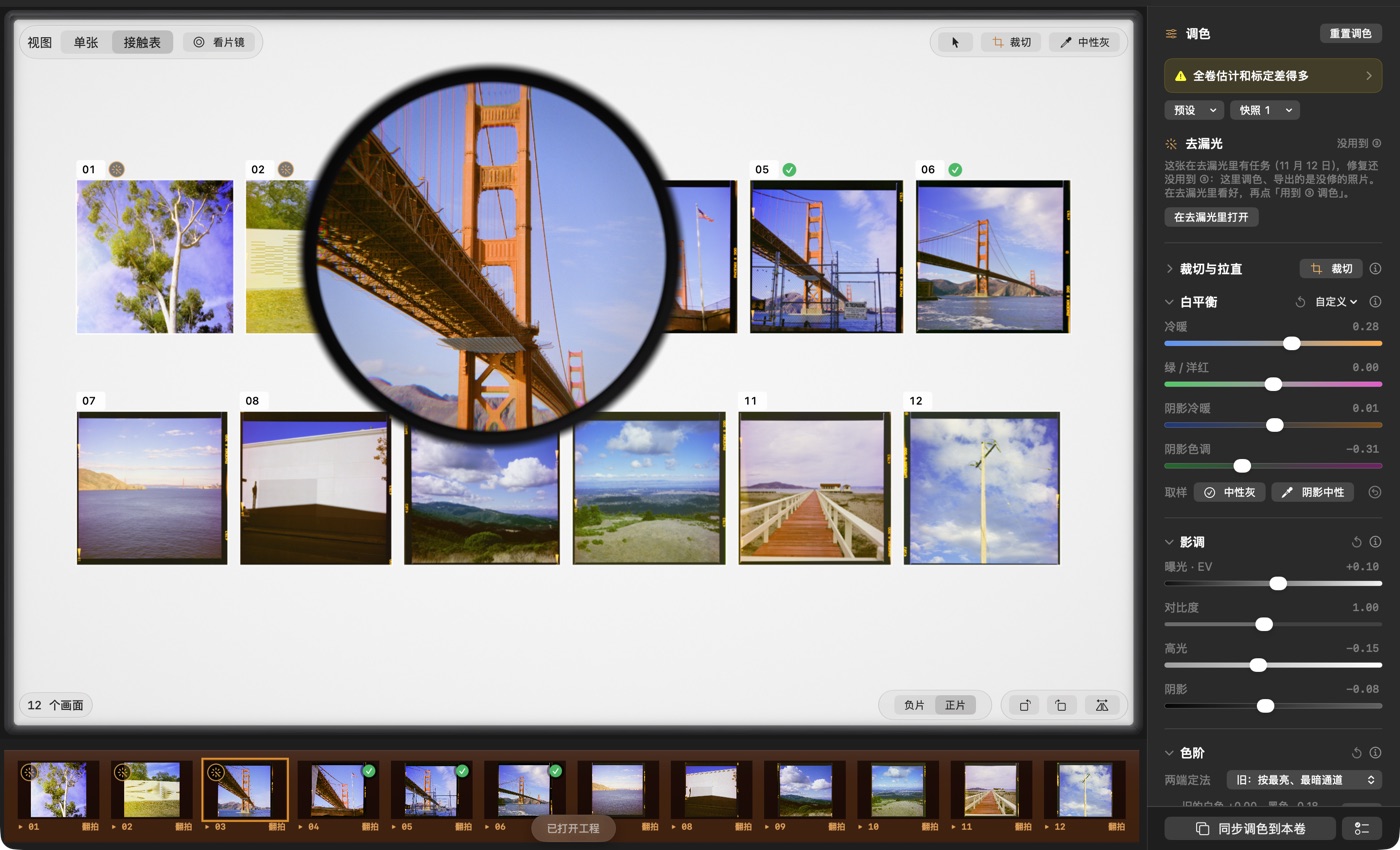 视图 单张 接触表 看片镜
裁切 中性灰
01
02
05
06
07
08
11
12
12 个画面
负片 正片
01 翻拍
02 翻拍
03 翻拍
04 翻拍
05 翻拍
06
翻拍
08 翻拍
09 翻拍
10 翻拍
11 翻拍
12 翻拍
已打开工程
调色 重置调色
全卷估计和标定差得多
预设 快照 1
去漏光 没用到 ③
这张在去漏光里有任务（11 月 12 日），修复还
没用到 ③：这里调色、导出的是没修的照片。
在去漏光里看好，再点「用到 ③ 调色」。
在去漏光里打开
裁切与拉直 裁切
白平衡 自定义
冷暖 0.28
绿 / 洋红 0.00
阴影冷暖 0.01
阴影色调 −0.31
取样 中性灰 阴影中性
影调
曝光 · EV +0.10
对比度 1.00
高光 −0.15
阴影 −0.08
色阶
两端定法 旧：按最亮、最暗通道
同步调色到本卷